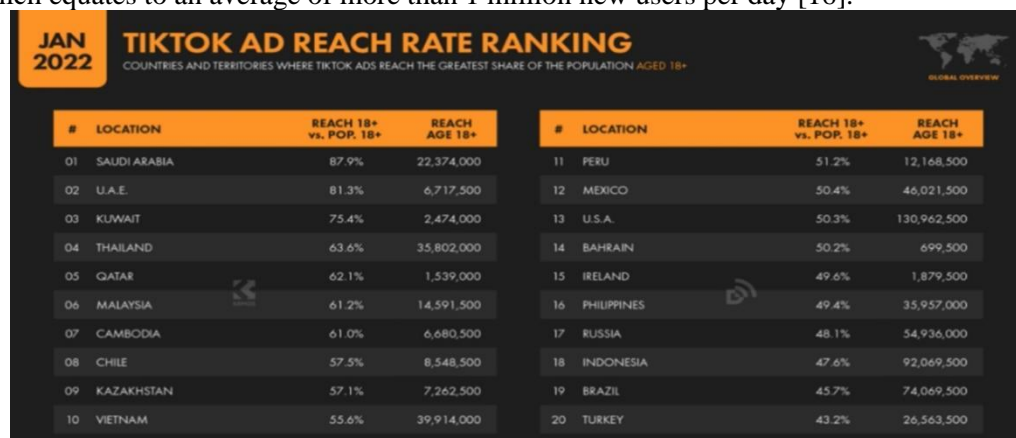 hen equates to an average of more than 1 million new users per day [16].
JAN
2022
TIKTOK AD REACH RATE RANKING
COUNTRIES AND TERRITORIES WHERE TIKTOK ADS REACH THE GREATEST SHARE OF THE POPULATION AGED 18+
GLOBAL OVERVIEW
# LOCATION REACH 18+ vs. POP. 18+ REACH AGE 18+
01 SAUDI ARABIA 87.9% 22,374,000
02 U.A.E. 81.3% 6,717,500
03 KUWAIT 75.4% 2,474,000
04 THAILAND 63.6% 35,802,000
05 QATAR 62.1% 1,539,000
06 MALAYSIA 61.2% 14,591,500
07 CAMBODIA 61.0% 6,680,500
08 CHILE 57.5% 8,548,500
09 KAZAKHSTAN 57.1% 7,262,500
10 VIETNAM 55.6% 39,914,000
# LOCATION REACH 18+ vs. POP. 18+ REACH AGE 18+
11 PERU 51.2% 12,168,500
12 MEXICO 50.4% 46,021,500
13 U.S.A. 50.3% 130,962,500
14 BAHRAIN 50.2% 699,500
15 IRELAND 49.6% 1,879,500
16 PHILIPPINES 49.4% 35,957,000
17 RUSSIA 48.1% 54,936,000
18 INDONESIA 47.6% 92,069,500
19 BRAZIL 45.7% 74,069,500
20 TURKEY 43.2% 26,563,500